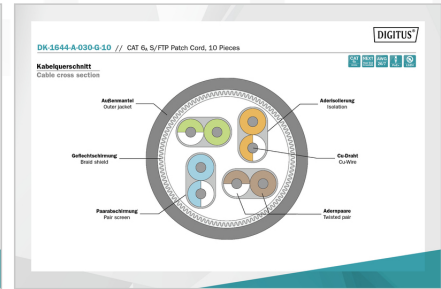 DIGITUS®
DK-1644-A-030-G-10 // CAT 6A S/FTP Patch Cord, 10 Pieces
Kabelquerschnitt
Cable cross section
Außenmantel
Outer jacket
Aderisolierung
Isolation
Geflechtschirmung
Braid shield
Cu-Draht
Cu-Wire
Paarabschirmung
Pair screen
Adernpaare
Twisted pair